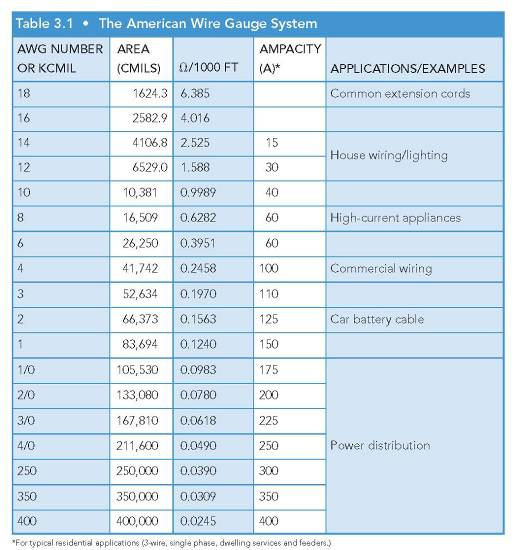 Table 3.1 • The American Wire Gauge System
AWG NUMBER OR KCMIL AREA (CMILS) Ω/1000 FT AMPACITY (A)* APPLICATIONS/EXAMPLES
18 1624.3 6.385 Common extension cords
16 2582.9 4.016
14 4106.8 2.525 15
House wiring/lighting
12 6529.0 1.588 30
10 10,381 0.9989 40
8 16,509 0.6282 60 High-current appliances
6 26,250 0.3951 60
4 41,742 0.2458 100 Commercial wiring
3 52,634 0.1970 110
2 66,373 0.1563 125 Car battery cable
1 83,694 0.1240 150
1/0 105,530 0.0983 175
2/0 133,080 0.0780 200
3/0 167,810 0.0618 225
4/0 211,600 0.0490 250 Power distribution
250 250,000 0.0390 300
350 350,000 0.0309 350
400 400,000 0.0245 400
*For typical residential applications (3-wire, single phase, dwelling services and feeders.)